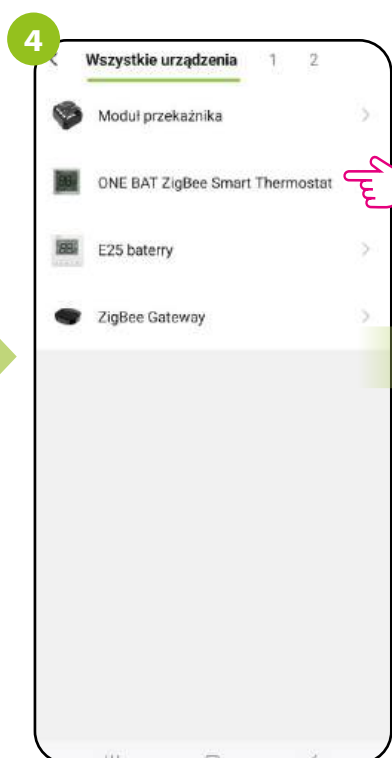 4
Wszystkie urządzenia 1 2
Moduł przekaźnika
ONE BAT ZigBee Smart Thermostat
E25 baterry
ZigBee Gateway